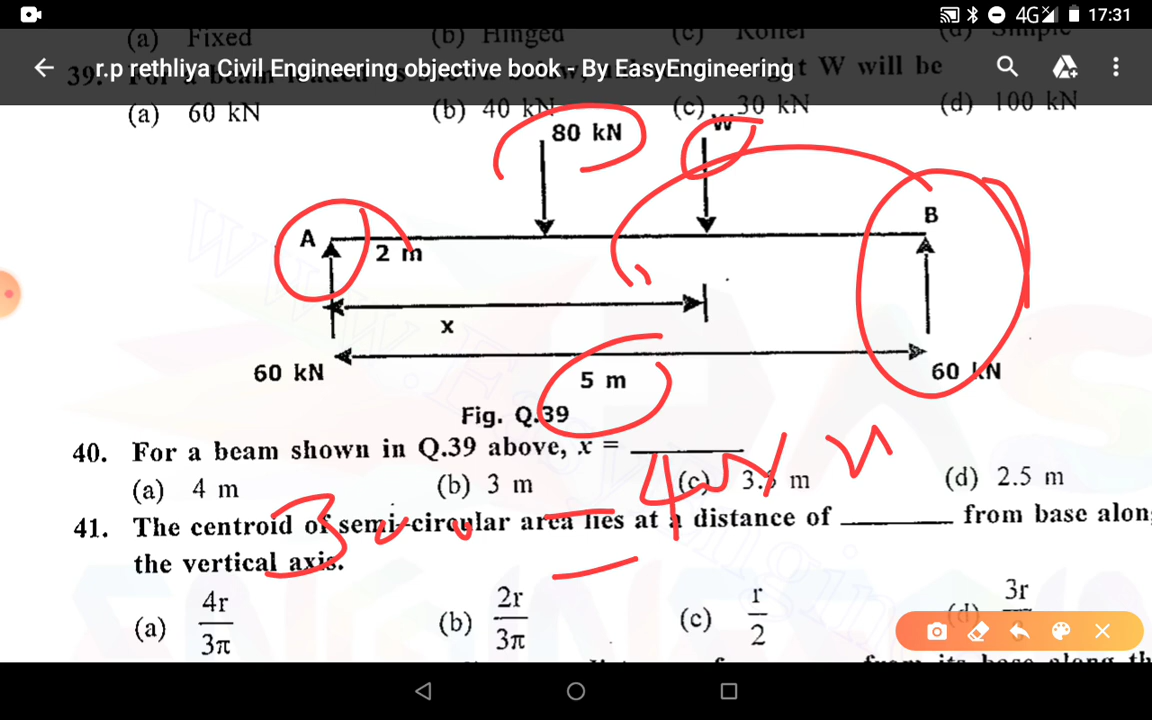 4G 17:31
(a) Fixed (b) Hinged (c) Roller (d) Simple
r.p rethliya Civil Engineering objective book - By EasyEngineering
39. W will be
(a) 60 kN (b) 40 kN (c) 30 kN (d) 100 kN
80 kN W
A B
2 m
x
60 kN 60 kN
5 m
Fig. Q.39
40. For a beam shown in Q.39 above, x =
(a) 4 m (b) 3 m (c) m (d) 2.5 m
41. The centroid of semi-circular area lies at a distance of ________ from base along
the vertical axis.
(a) 4r/3π (b) 2r/3π (c) r/2 (d) 3r